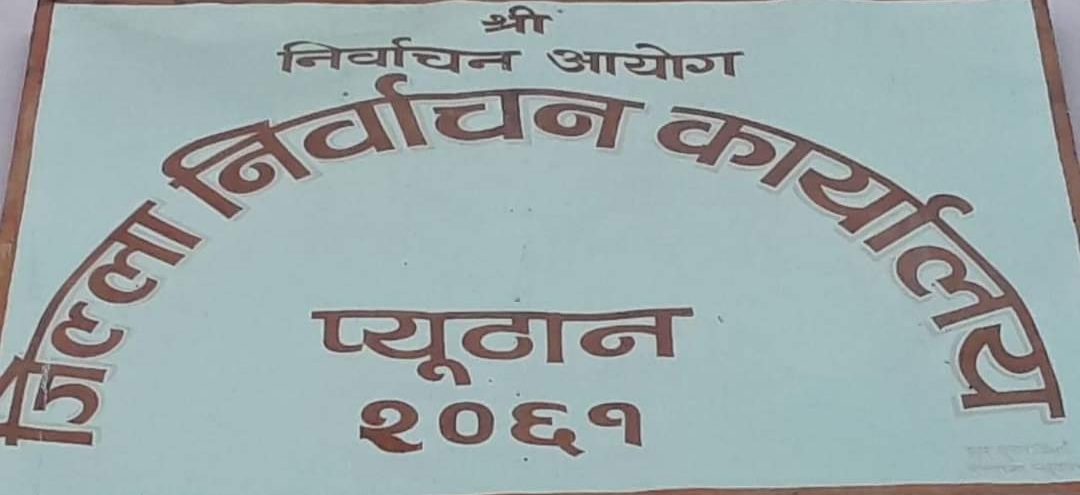 श्री
निर्वाचन आयोग
जिल्ला निर्वाचन कार्यालय
प्यूठान
२०६१